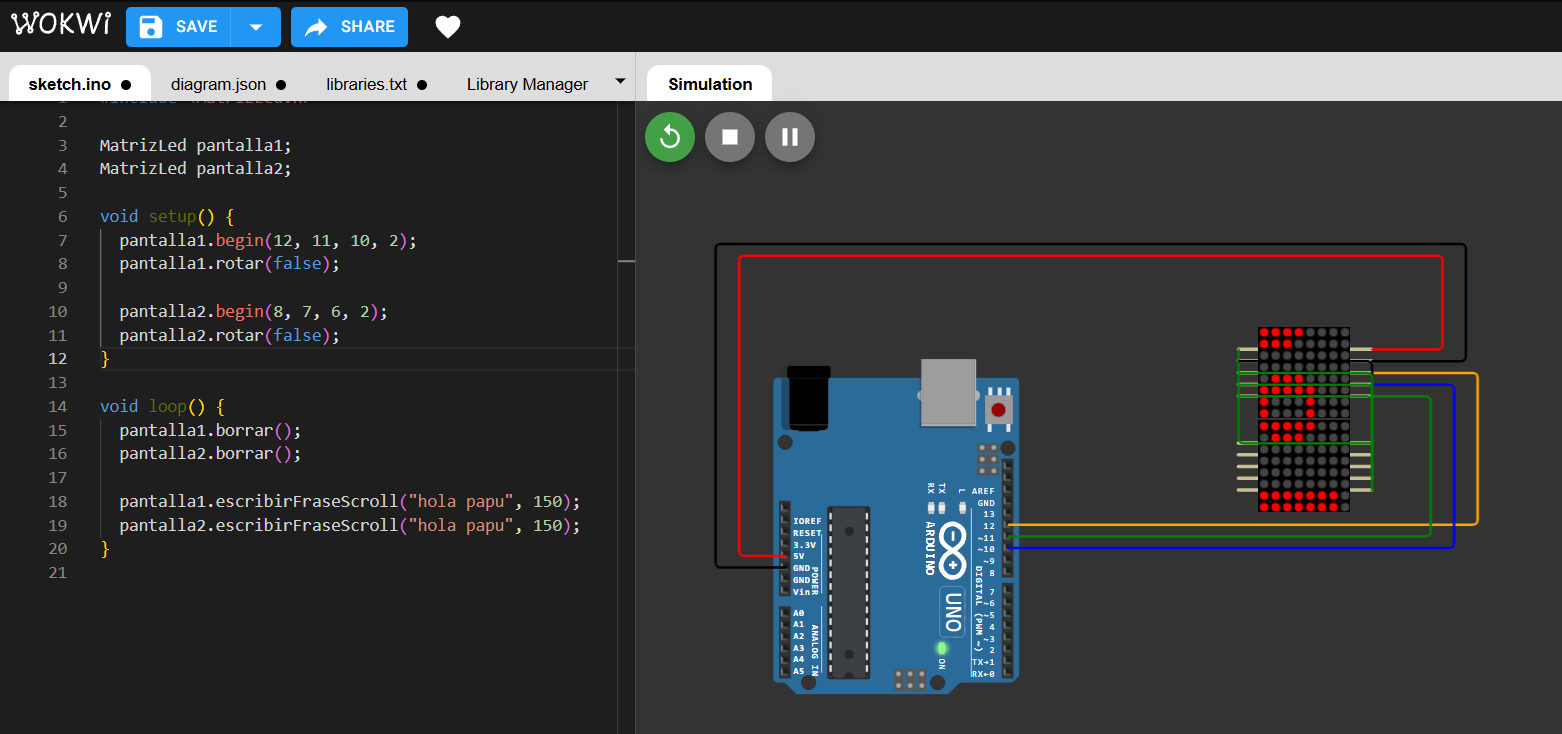 WOKWI
SAVE
SHARE
sketch.ino
diagram.json
libraries.txt
Library Manager
Simulation
1
2
3 MatrizLed pantalla1;
4 MatrizLed pantalla2;
5
6 void setup() {
7 pantalla1.begin(12, 11, 10, 2);
8 pantalla1.rotar(false);
9
10 pantalla2.begin(8, 7, 6, 2);
11 pantalla2.rotar(false);
12 }
13
14 void loop() {
15 pantalla1.borrar();
16 pantalla2.borrar();
17
18 pantalla1.escribirFraseScroll("hola papu", 150);
19 pantalla2.escribirFraseScroll("hola papu", 150);
20 }
21
RX
TX
L
AREF
GND
13
12
~11
~10
~9
8
7
~6
~5
4
~3
2
TX→1
RX←0
DIGITAL (PWM ~)
ARDUINO
UNO
ON
IOREF
RESET
3.3V
5V
GND
GND
Vin
POWER
A0
A1
A2
A3
A4
A5
ANALOG IN